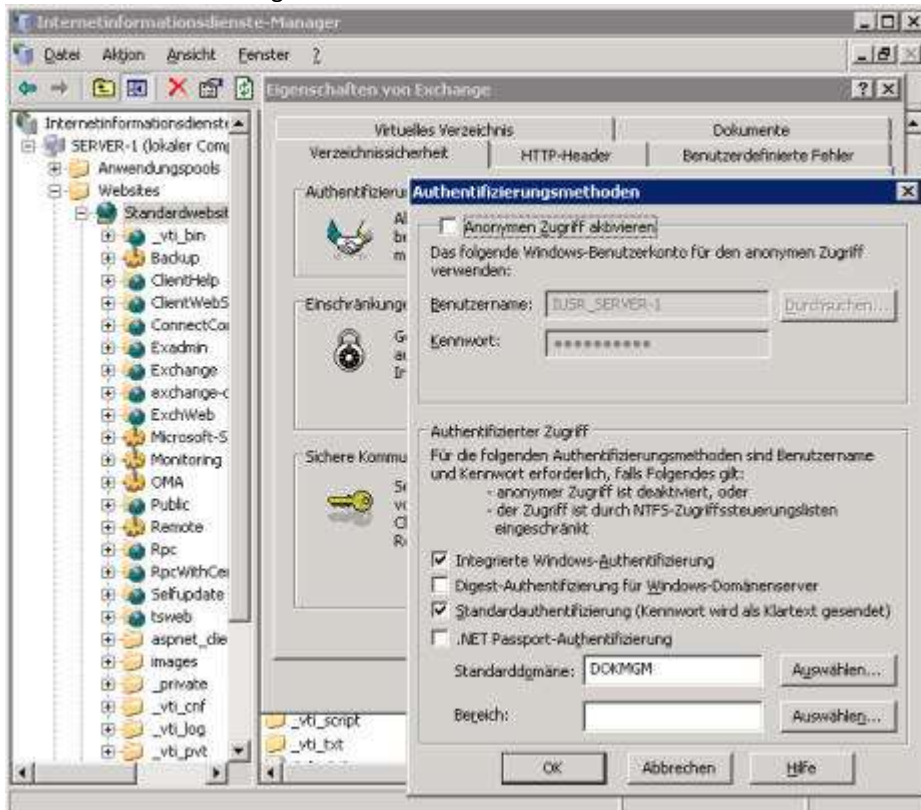 Internetinformationsdienste-Manager
Datei Aktion Ansicht Fenster ?
Internetinformationsdienst
SERVER-1 (lokaler Com
Anwendungspools
Websites
Standardwebsit
_vti_bin
Backup
ClientHelp
ClientWebS
ConnectCo
Exadmin
Exchange
exchange-
ExchWeb
Microsoft-S
Monitoring
OMA
Public
Remote
Rpc
RpcWithCe
Selfupdate
tsweb
aspnet_clie
images
_private
_vti_cnf
_vti_log
_vti_pvt
Eigenschaften von Exchange
Virtuelles Verzeichnis Dokumente
Verzeichnissicherheit HTTP-Header Benutzerdefinierte Fehler
Authentifizieru
Einschränkunge
Sichere Kommu
_vti_script
_vti_txt
Authentifizierungsmethoden
Anonymen Zugriff aktivieren
Das folgende Windows-Benutzerkonto für den anonymen Zugriff
verwenden:
Benutzername: IUSR_SERVER-1 Durchsuchen...
Kennwort: ••••••••••
Authentifizierter Zugriff
Für die folgenden Authentifizierungsmethoden sind Benutzername
und Kennwort erforderlich, falls Folgendes gilt:
- anonymer Zugriff ist deaktiviert, oder
- der Zugriff ist durch NTFS-Zugriffssteuerungslisten
eingeschränkt
Integrierte Windows-Authentifizierung
Digest-Authentifizierung für Windows-Domänenserver
Standardauthentifizierung (Kennwort wird als Klartext gesendet)
.NET Passport-Authentifizierung
Standarddomäne: DOKMGM Auswählen...
Bereich: Auswählen...
OK Abbrechen Hilfe